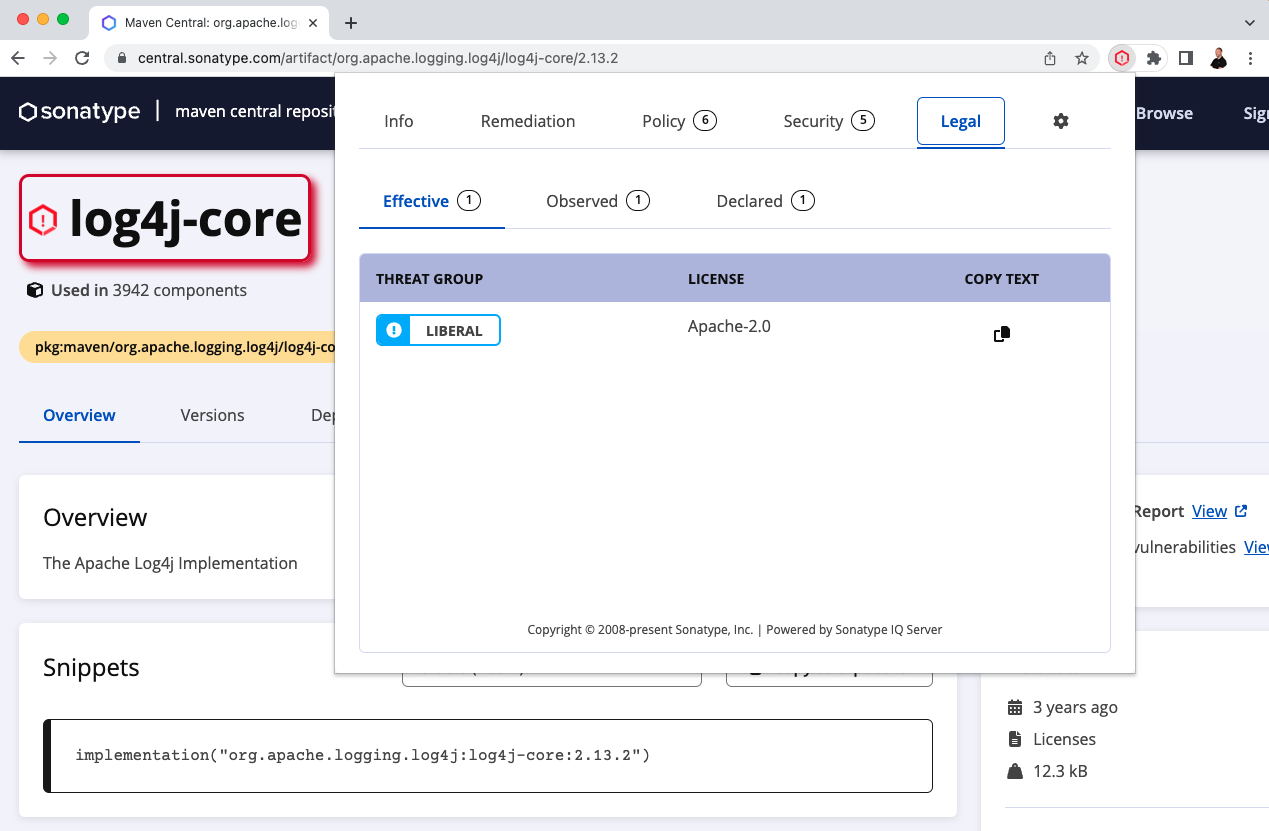 Maven Central: org.apache.log
central.sonatype.com/artifact/org.apache.logging.log4j/log4j-core/2.13.2
sonatype | maven central reposit
Browse
Sig
Info
Remediation
Policy 6
Security 5
Legal
Effective 1
Observed 1
Declared 1
THREAT GROUP
LICENSE
COPY TEXT
LIBERAL
Apache-2.0
Copyright © 2008-present Sonatype, Inc. | Powered by Sonatype IQ Server
log4j-core
Used in 3942 components
pkg:maven/org.apache.logging.log4j/log4j-co
Overview
Versions
Dep
Overview
The Apache Log4j Implementation
Report View
vulnerabilities View
Snippets
implementation("org.apache.logging.log4j:log4j-core:2.13.2")
3 years ago
Licenses
12.3 kB